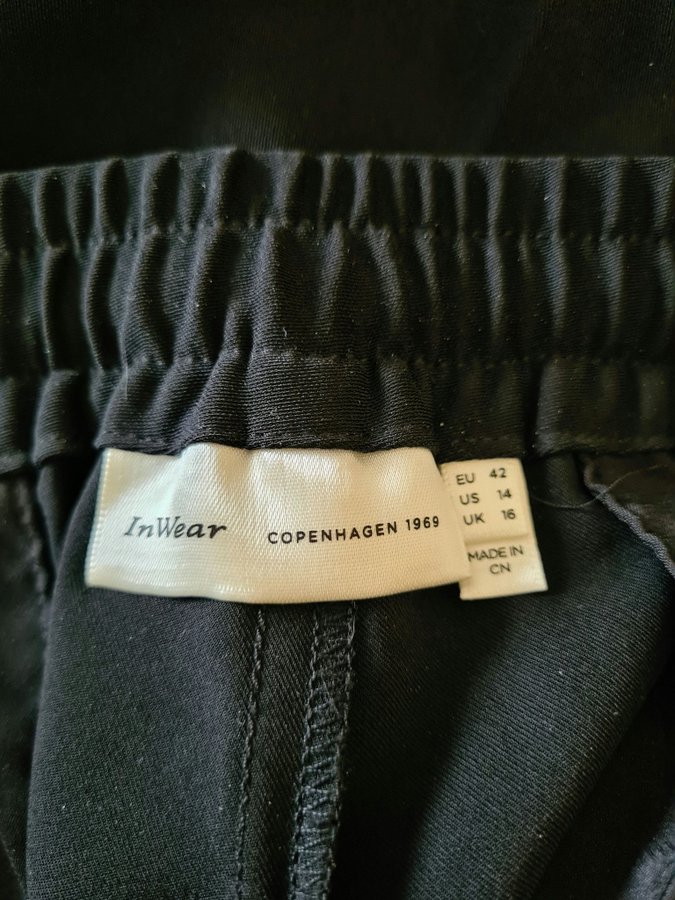 InWear COPENHAGEN 1969
EU 42
US 14
UK 16
MADE IN
CN